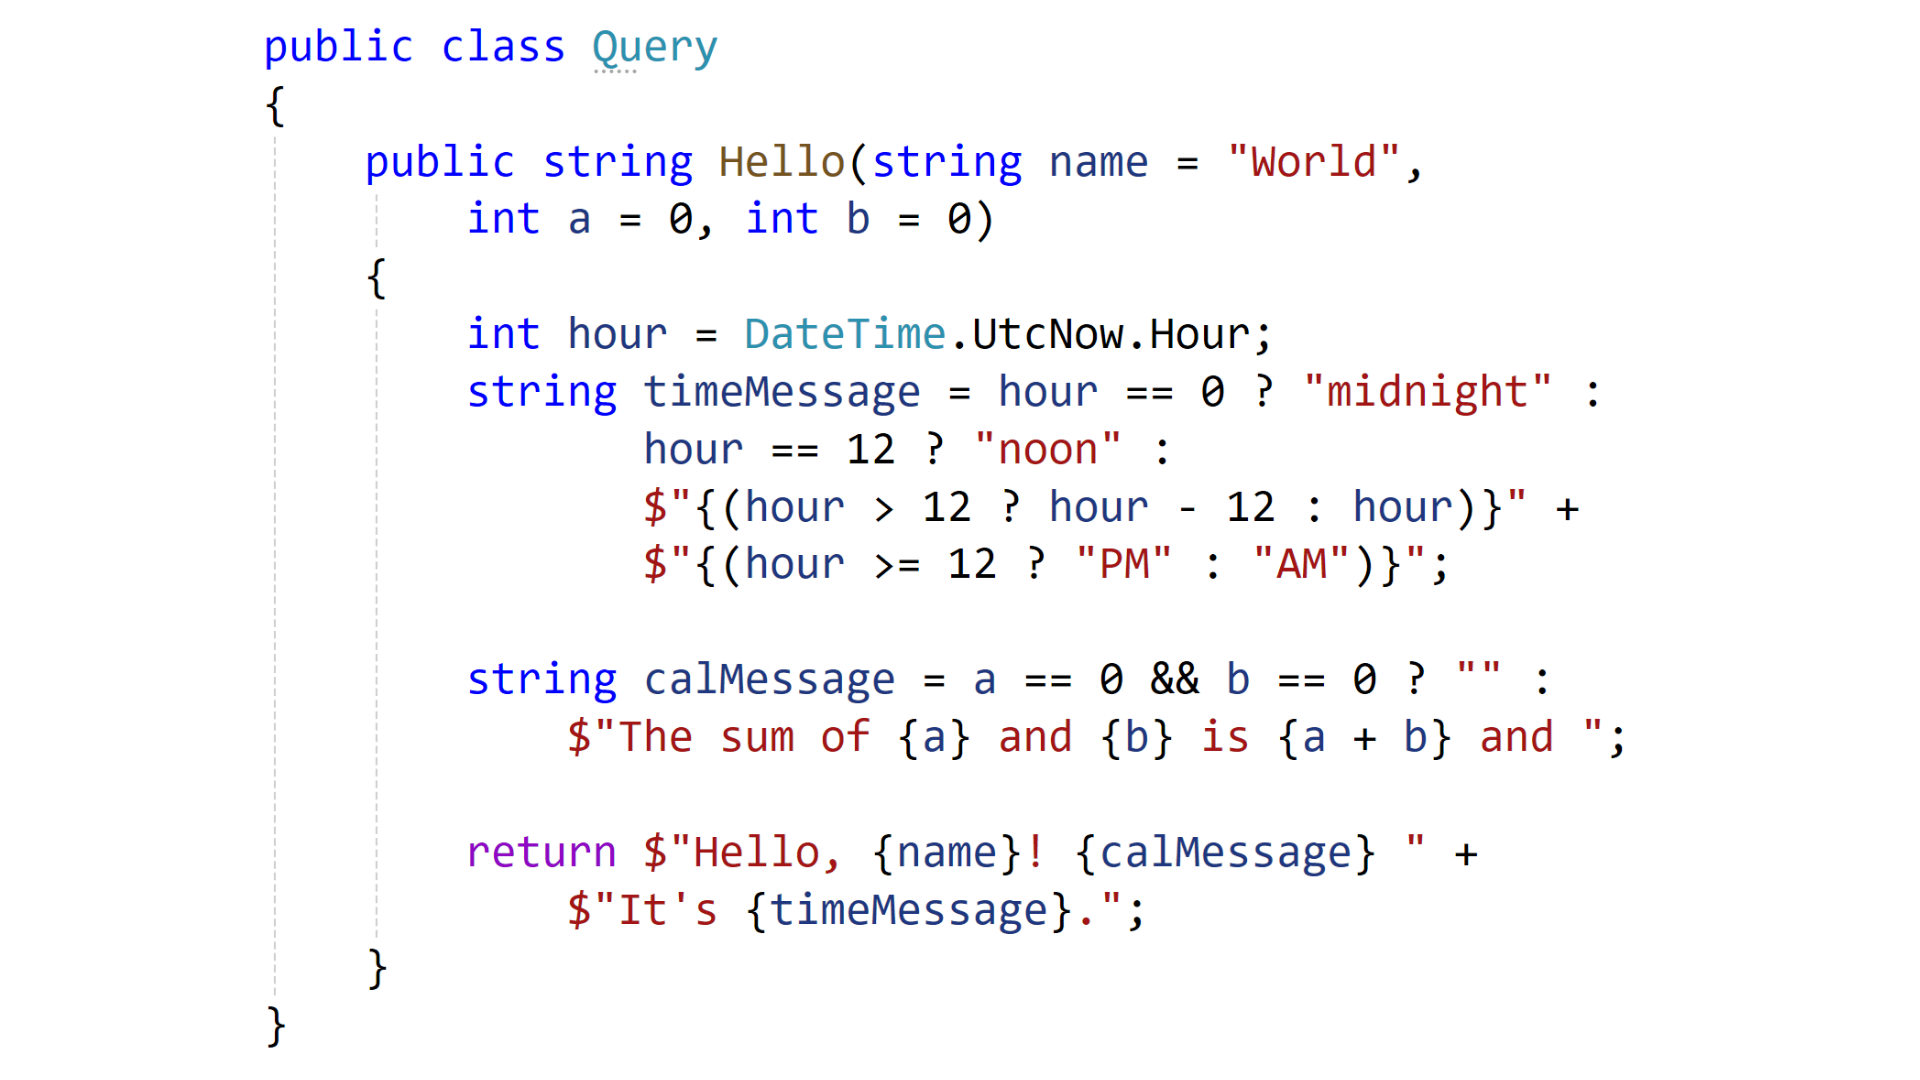 public class Query
{
    public string Hello(string name = "World",
        int a = 0, int b = 0)
    {
        int hour = DateTime.UtcNow.Hour;
        string timeMessage = hour == 0 ? "midnight" :
               hour == 12 ? "noon" :
               $"{(hour > 12 ? hour - 12 : hour)}" +
               $"{(hour >= 12 ? "PM" : "AM")}";

        string calMessage = a == 0 && b == 0 ? "" :
            $"The sum of {a} and {b} is {a + b} and ";

        return $"Hello, {name}! {calMessage} " +
            $"It's {timeMessage}.";
    }
}